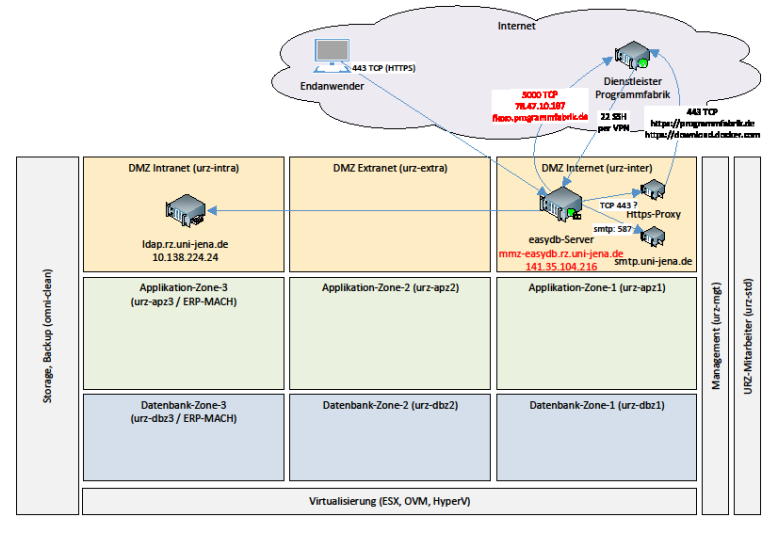 Internet
443 TCP (HTTPS)
Endanwender
Dienstleister
Programmfabrik
5000 TCP
78.47.10.187
22 SSH
per VPN
443 TCP
https://programmfabrik.de
https://download.docker.com
DMZ Intranet (urz-intra)
DMZ Extranet (urz-extra)
DMZ Internet (urz-inter)
TCP 443 ?
Https-Proxy
smtp: 587
ldap.rz.uni-jena.de
10.138.224.24
easydb-Server
mmz-easydb.rz.uni-jena.de
141.35.104.216
smtp.uni-jena.de
Applikation-Zone-3
(urz-apz3 / ERP-MACH)
Applikation-Zone-2 (urz-apz2)
Applikation-Zone-1 (urz-apz1)
Datenbank-Zone-3
(urz-dbz3 / ERP-MACH)
Datenbank-Zone-2 (urz-dbz2)
Datenbank-Zone-1 (urz-dbz1)
Storage, Backup (omni-clean)
Management (urz-mgt)
URZ-Mitarbeiter (urz-std)
Virtualisierung (ESX, OVM, HyperV)